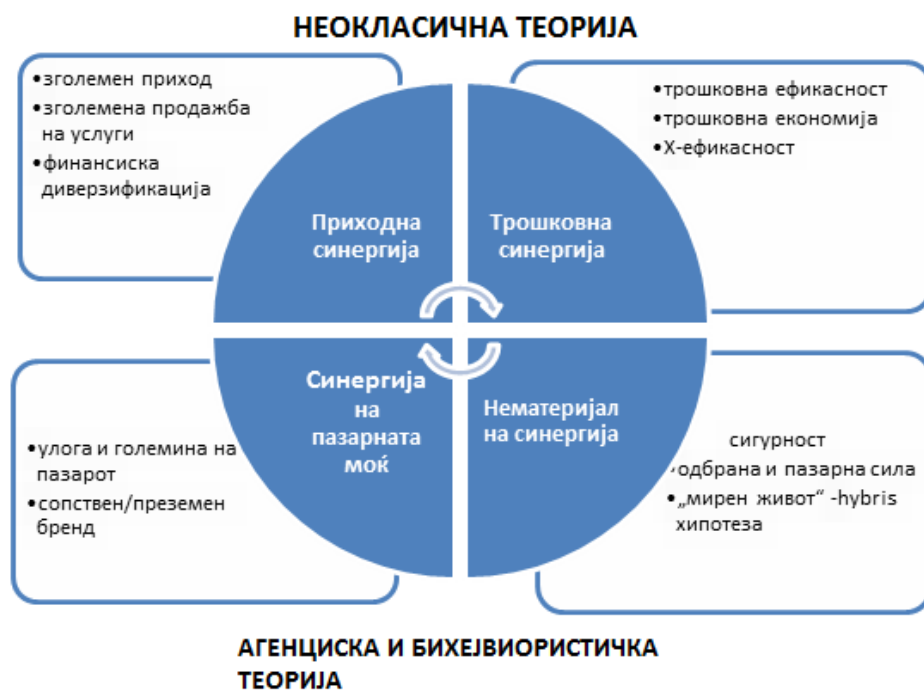 НЕОКЛАСИЧНА ТЕОРИЈА
•зголемен приход
•зголемена продажба
на услуги
•финансиска
диверзификација
•трошковна ефикасност
•трошковна економија
•Х-ефикасност
Приходна
синергија
Трошковна
синергија
Синергија
на
пазарната
моќ
Нематеријал
на синергија
•улога и големина на
пазарот
•сопствен/преземен
бренд
сигурност
•одбрана и пазарна сила
•„мирен живот“ -hybris
хипотеза
АГЕНЦИСКА И БИХЕЈВИОРИСТИЧКА
ТЕОРИЈА